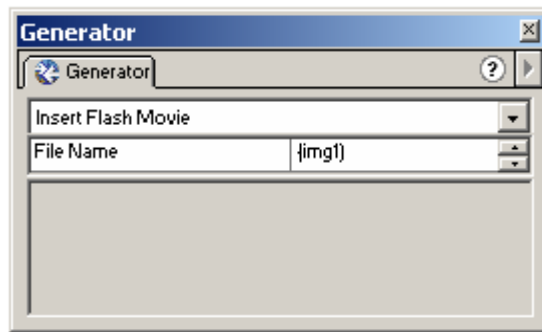 Generator
Generator ?
Insert Flash Movie
File Name {img1)